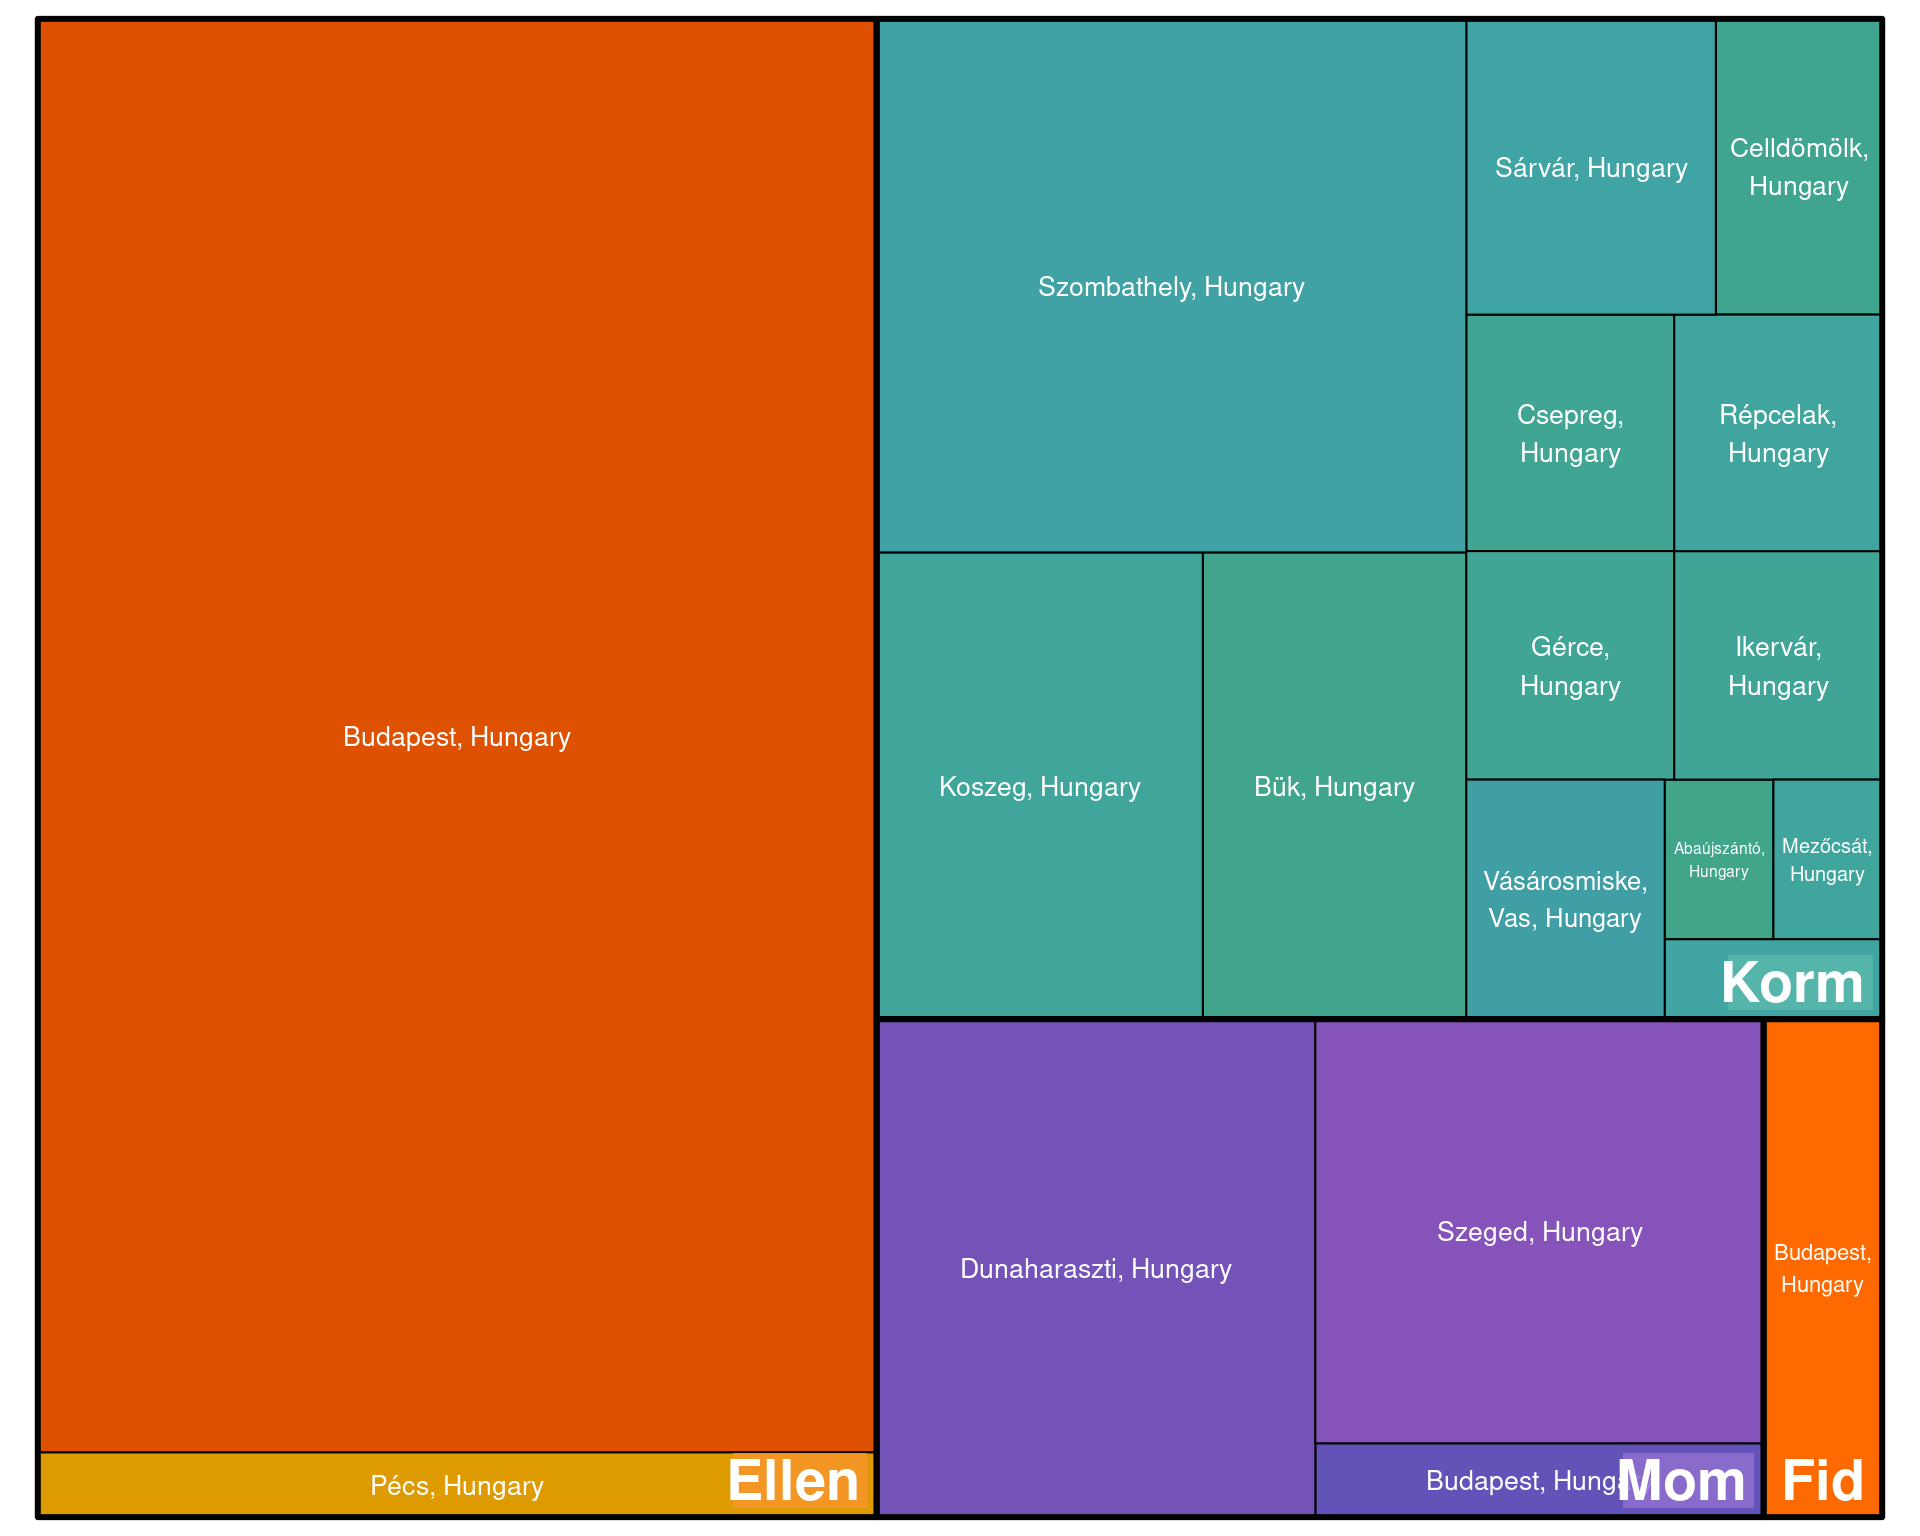 Budapest, Hungary
Pécs, Hungary
Ellen
Szombathely, Hungary
Sárvár, Hungary
Celldömölk,
Hungary
Csepreg,
Hungary
Répcelak,
Hungary
Koszeg, Hungary
Bük, Hungary
Gérce,
Hungary
Ikervár,
Hungary
Vásárosmiske,
Vas, Hungary
Abaújszántó,
Hungary
Mezőcsát,
Hungary
Korm
Dunaharaszti, Hungary
Szeged, Hungary
Budapest, Hunga
Mom
Budapest,
Hungary
Fid